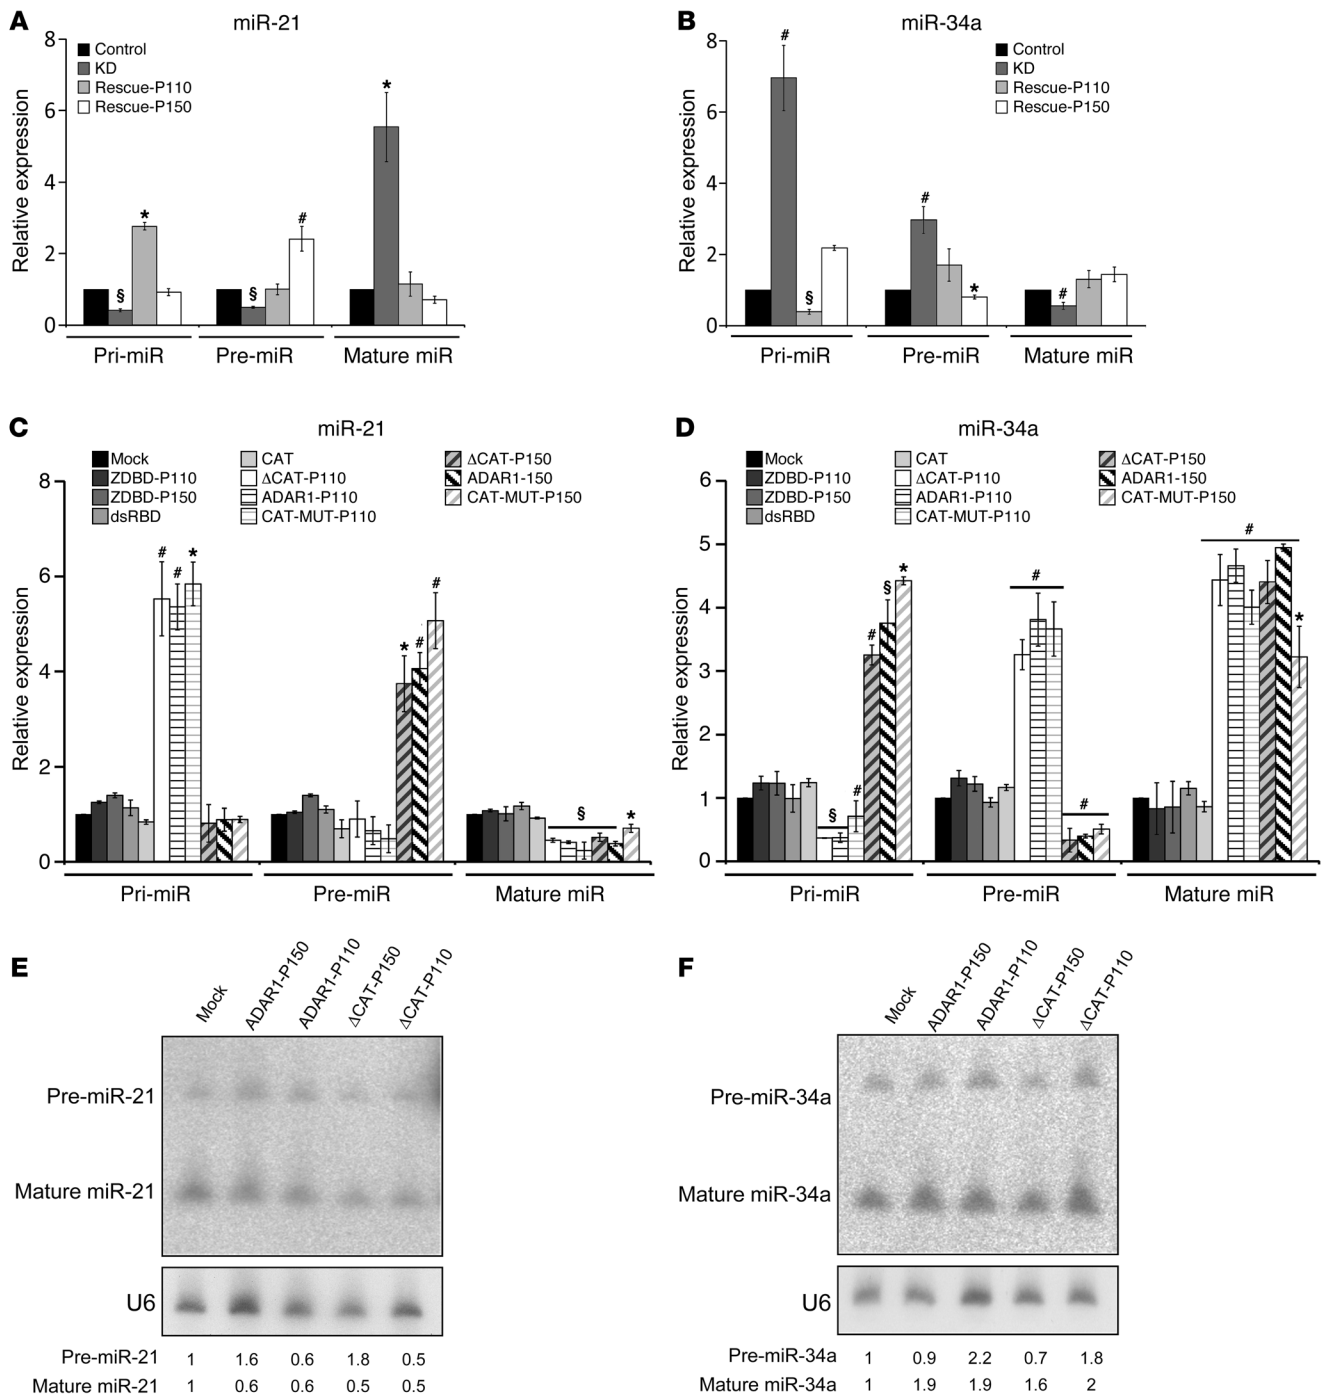 A
miR-21
8
6
4
2
0
Relative expression
Control
KD
Rescue-P110
Rescue-P150
§
*
§
#
*
Pri-miR
Pre-miR
Mature miR
B
miR-34a
8
6
4
2
0
Relative expression
Control
KD
Rescue-P110
Rescue-P150
#
§
#
*
#
Pri-miR
Pre-miR
Mature miR
C
miR-21
Mock
ZDBD-P110
ZDBD-P150
dsRBD
CAT
ΔCAT-P110
ADAR1-P110
CAT-MUT-P110
ΔCAT-P150
ADAR1-150
CAT-MUT-P150
8
6
4
2
0
Relative expression
# # *
* # #
§ *
Pri-miR
Pre-miR
Mature miR
D
miR-34a
Mock
ZDBD-P110
ZDBD-P150
dsRBD
CAT
ΔCAT-P110
ADAR1-P110
CAT-MUT-P110
ΔCAT-P150
ADAR1-150
CAT-MUT-P150
6
5
4
3
2
1
0
Relative expression
§ # # § *
# #
# *
Pri-miR
Pre-miR
Mature miR
E
Mock
ADAR1-P150
ADAR1-P110
ΔCAT-P150
ΔCAT-P110
Pre-miR-21
Mature miR-21
U6
Pre-miR-21 1 1.6 0.6 1.8 0.5
Mature miR-21 1 0.6 0.6 0.5 0.5
F
Mock
ADAR1-P150
ADAR1-P110
ΔCAT-P150
ΔCAT-P110
Pre-miR-34a
Mature miR-34a
U6
Pre-miR-34a 1 0.9 2.2 0.7 1.8
Mature miR-34a 1 1.9 1.9 1.6 2